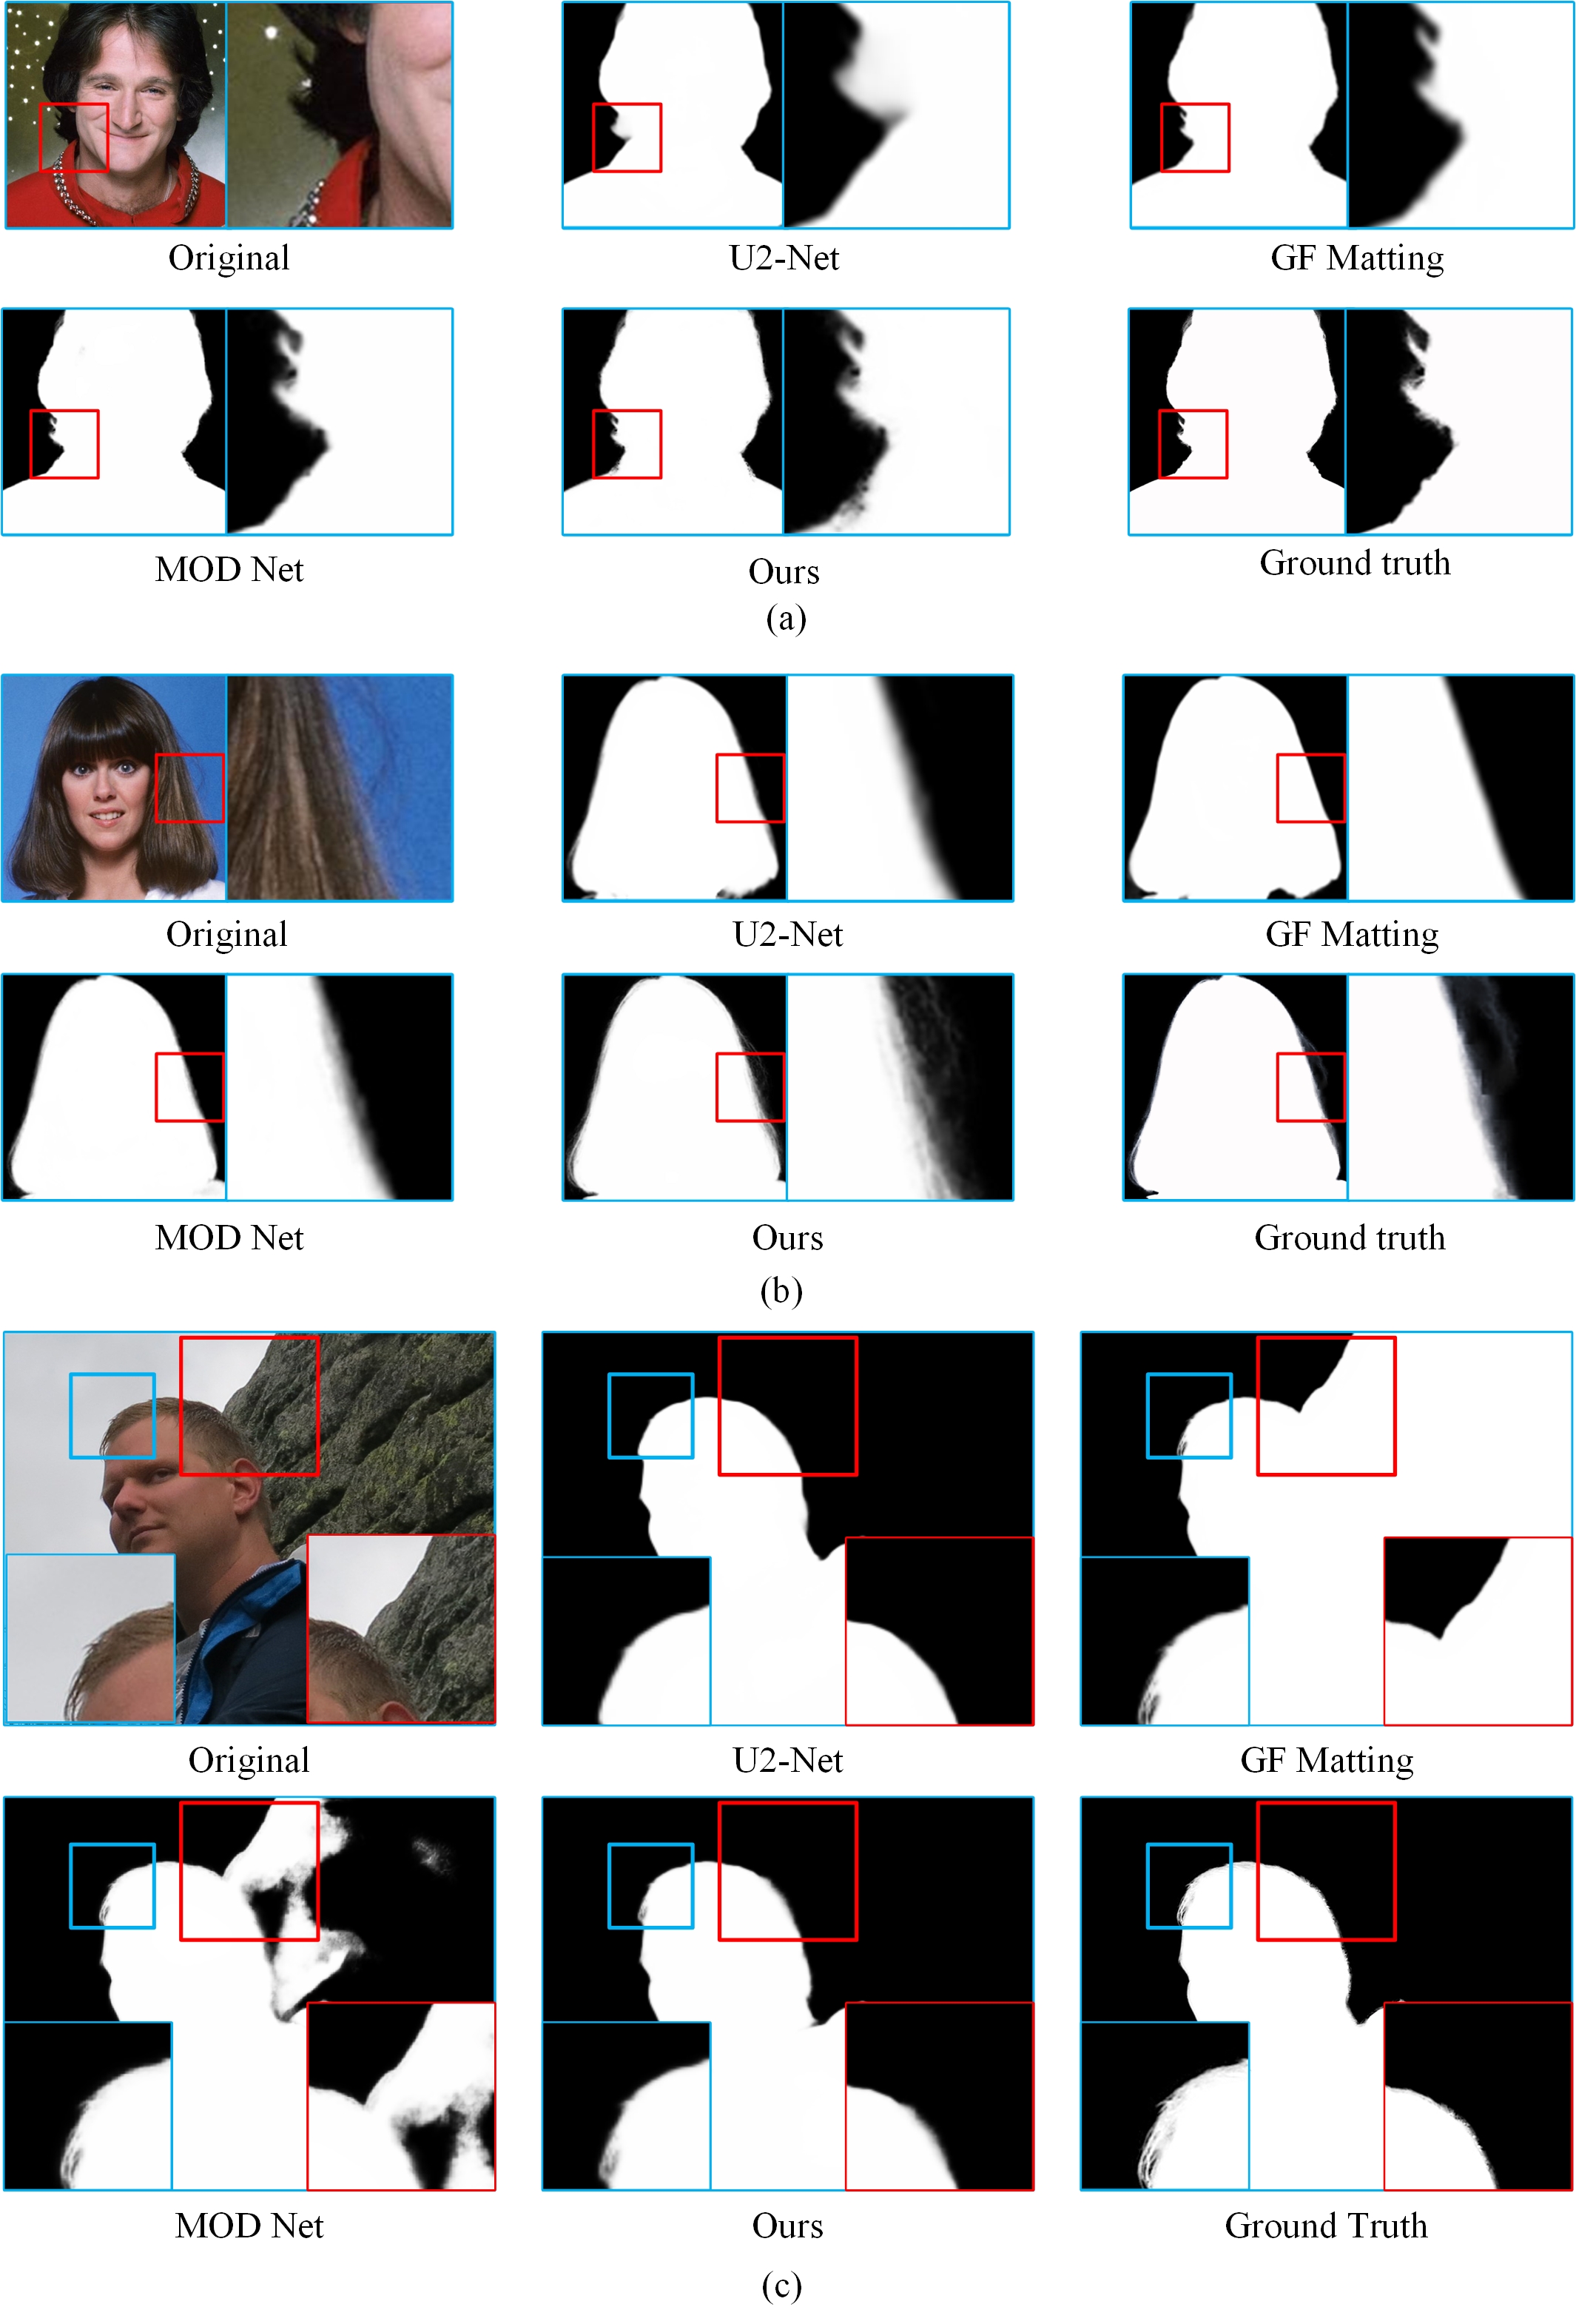 Original
U2-Net
GF Matting
MOD Net
Ours
Ground truth
(a)
Original
U2-Net
GF Matting
MOD Net
Ours
Ground truth
(b)
Original
U2-Net
GF Matting
MOD Net
Ours
Ground Truth
(c)